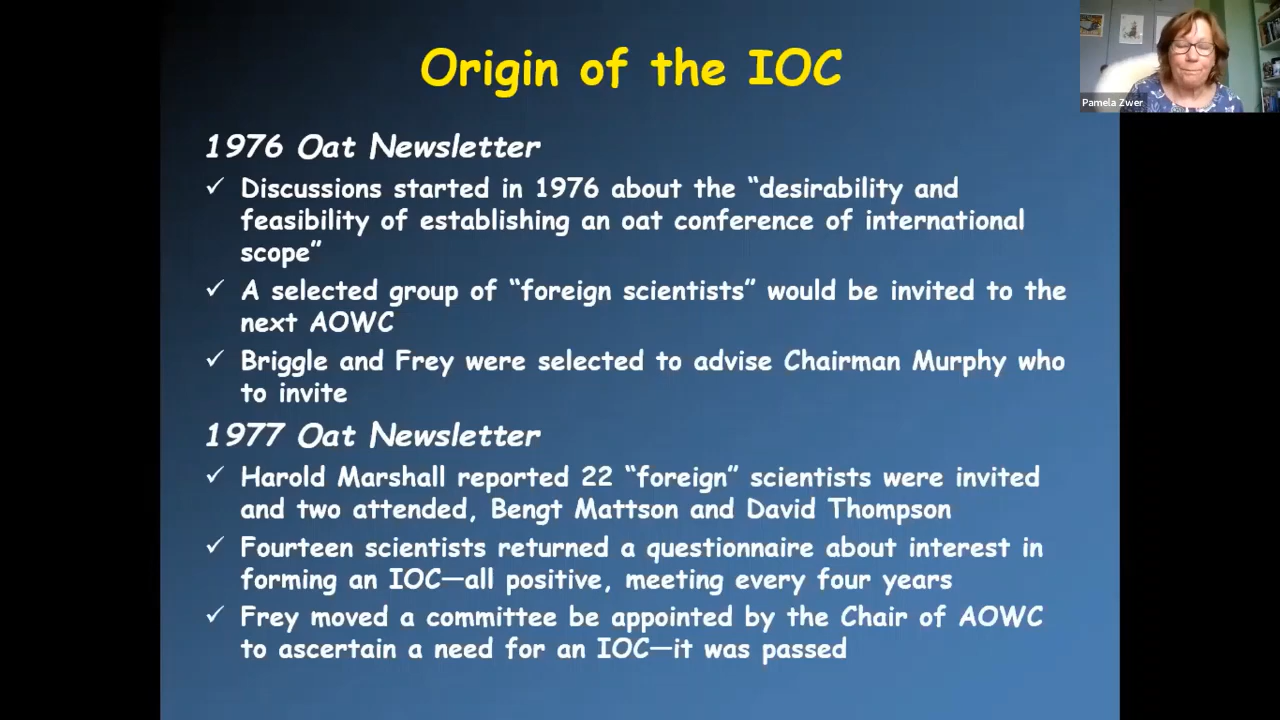 Origin of the IOC
Pamela Zwer
1976 Oat Newsletter
✓ Discussions started in 1976 about the “desirability and
feasibility of establishing an oat conference of international
scope”
✓ A selected group of “foreign scientists” would be invited to the
next AOWC
✓ Briggle and Frey were selected to advise Chairman Murphy who
to invite
1977 Oat Newsletter
✓ Harold Marshall reported 22 “foreign” scientists were invited
and two attended, Bengt Mattson and David Thompson
✓ Fourteen scientists returned a questionnaire about interest in
forming an IOC—all positive, meeting every four years
✓ Frey moved a committee be appointed by the Chair of AOWC
to ascertain a need for an IOC—it was passed